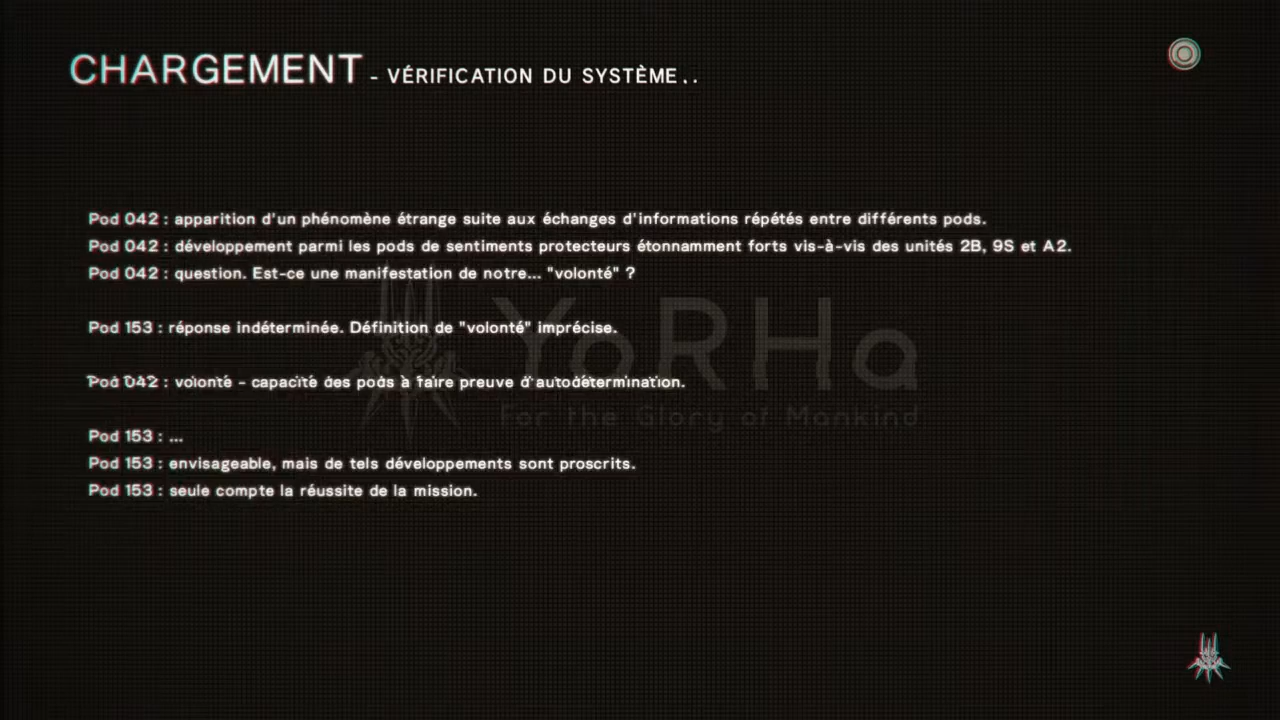 CHARGEMENT - VÉRIFICATION DU SYSTÈME..
Pod 042 : apparition d'un phénomène étrange suite aux échanges d'informations répétés entre différents pods.
Pod 042 : développement parmi les pods de sentiments protecteurs étonnamment forts vis-à-vis des unités 2B, 9S et A2.
Pod 042 : question. Est-ce une manifestation de notre... "volonté" ?
Pod 153 : réponse indéterminée. Définition de "volonté" imprécise.
Pod 042 : volonté - capacité des pods à faire preuve d'autodétermination.
Pod 153 : ...
Pod 153 : envisageable, mais de tels développements sont proscrits.
Pod 153 : seule compte la réussite de la mission.
YoRHa
For the Glory of Mankind